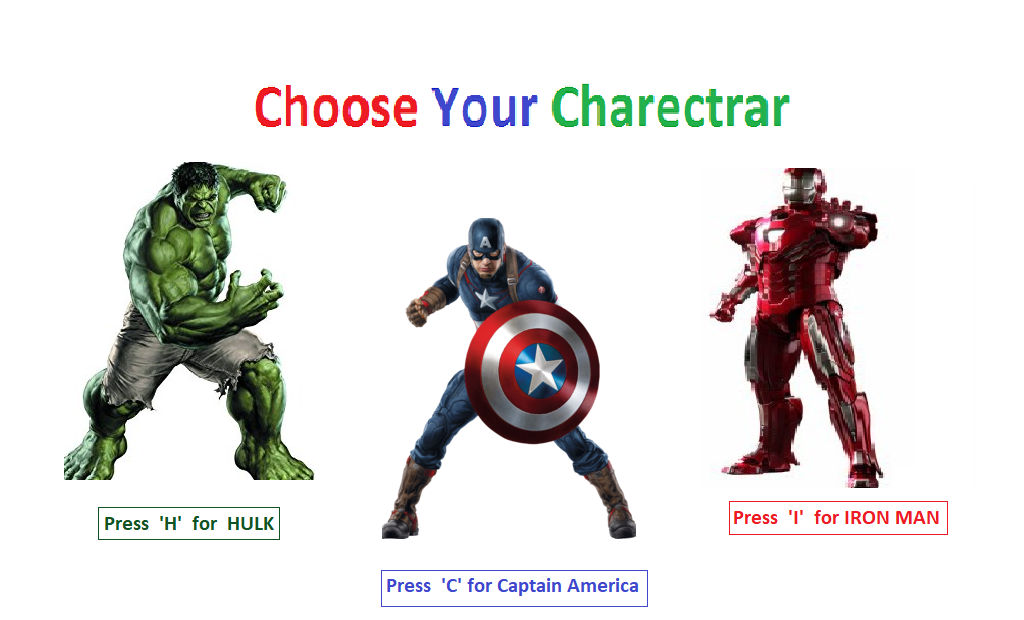 Choose Your Charectrar
A
Press 'H' for HULK
Press 'I' for IRON MAN
Press 'C' for Captain America